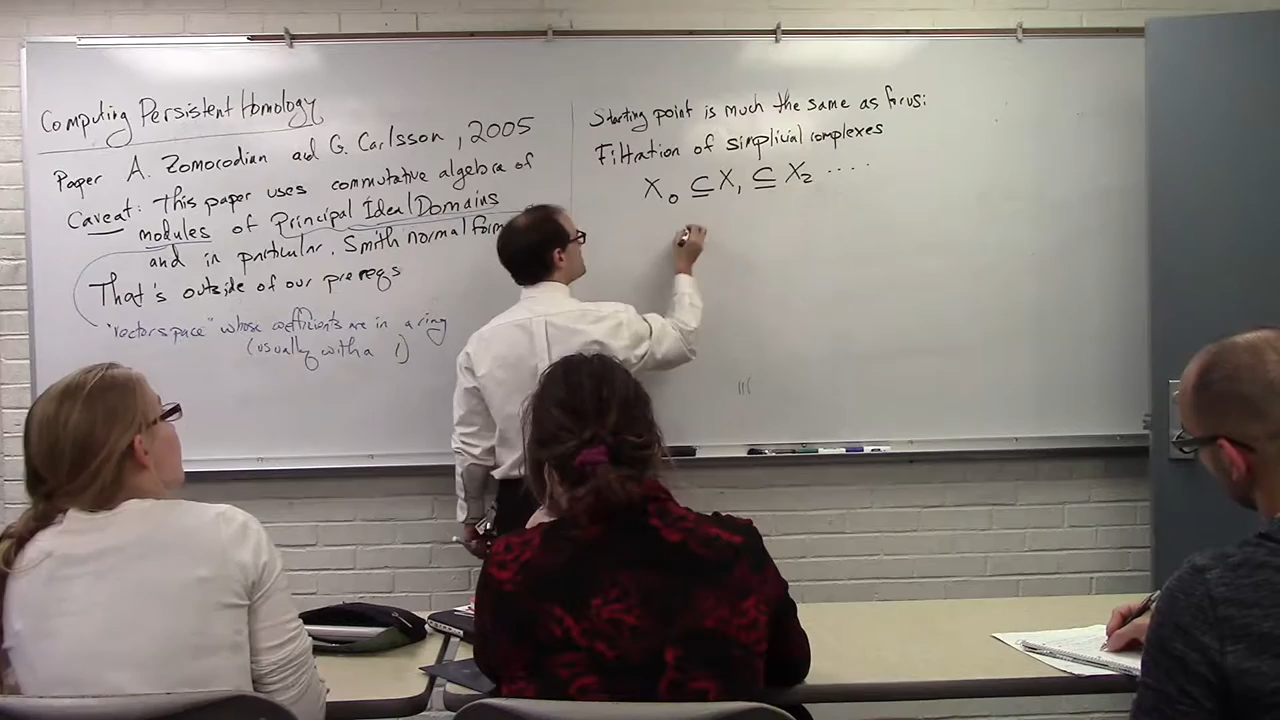 Computing Persistent Homology
Paper A. Zomorodian and G. Carlsson, 2005
Caveat: This paper uses commutative algebra of
modules of Principal Ideal Domains
and in particular, Smith normal form
That's outside of our prereqs
"vectorspace" whose coefficients are in a ring
(usually with a 1)
Starting point is much the same as for us:
Filtration of simplicial complexes
X₀ ⊆ X₁ ⊆ X₂ ....